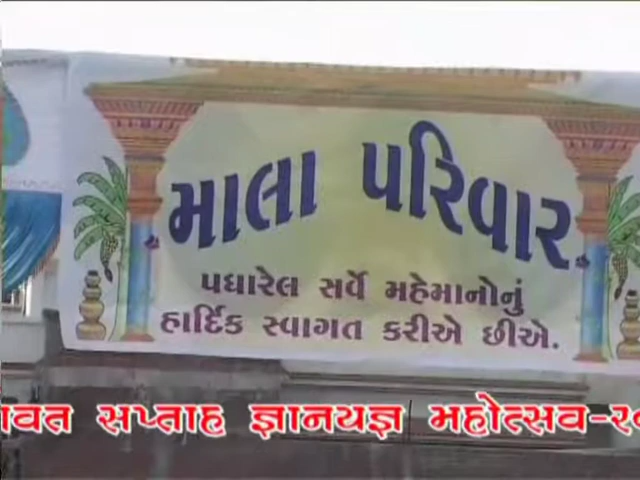 માલા પરિવાર
પધારેલ સર્વે મહેમાનોનું
હાર્દિક સ્વાગત કરીએ છીએ.
સપ્તાહ જ્ઞાનયજ્ઞ મહોત્સવ-